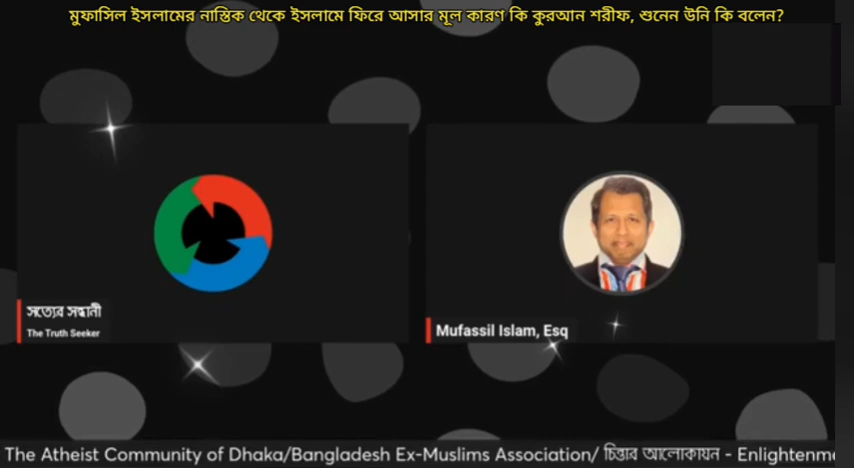 মুফাসিল ইসলামের নাস্তিক থেকে ইসলামে ফিরে আসার মূল কারণ কি কুরআন শরীফ, শুনেন উনি কি বলেন?
সত্যের সন্ধানী
The Truth Seeker
Mufassil Islam, Esq
The Atheist Community of Dhaka/Bangladesh Ex-Muslims Association/ চিন্তার আলোকায়ন - Enlightenme